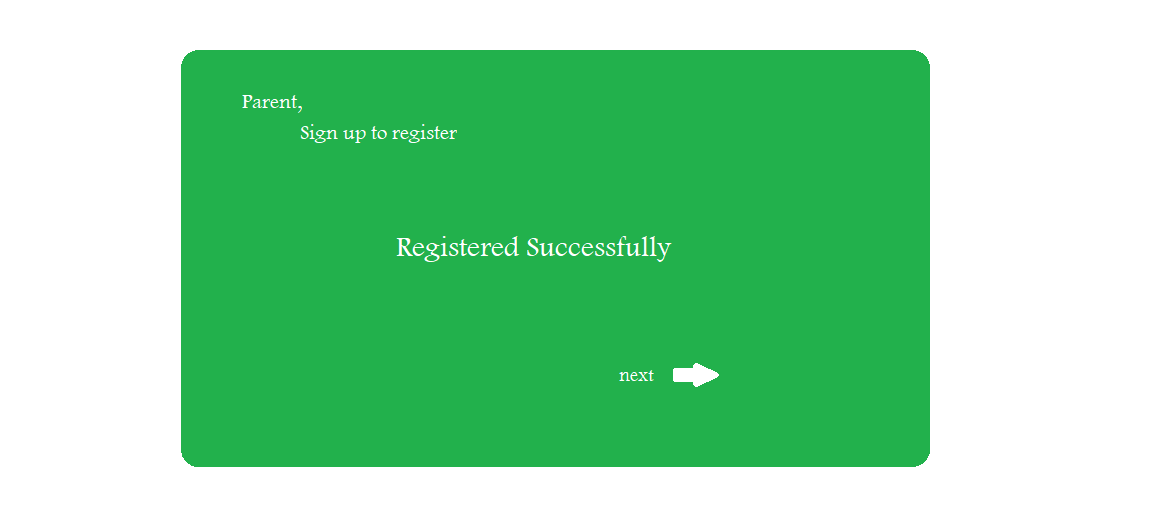 Parent,
Sign up to register
Registered Successfully
next